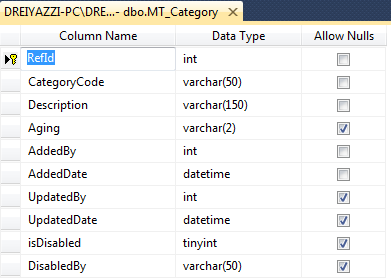 DREIYAZZI-PC\DRE...- dbo.MT_Category
Column Name Data Type Allow Nulls
RefId int
CategoryCode varchar(50)
Description varchar(150)
Aging varchar(2)
AddedBy int
AddedDate datetime
UpdatedBy int
UpdatedDate datetime
isDisabled tinyint
DisabledBy varchar(50)